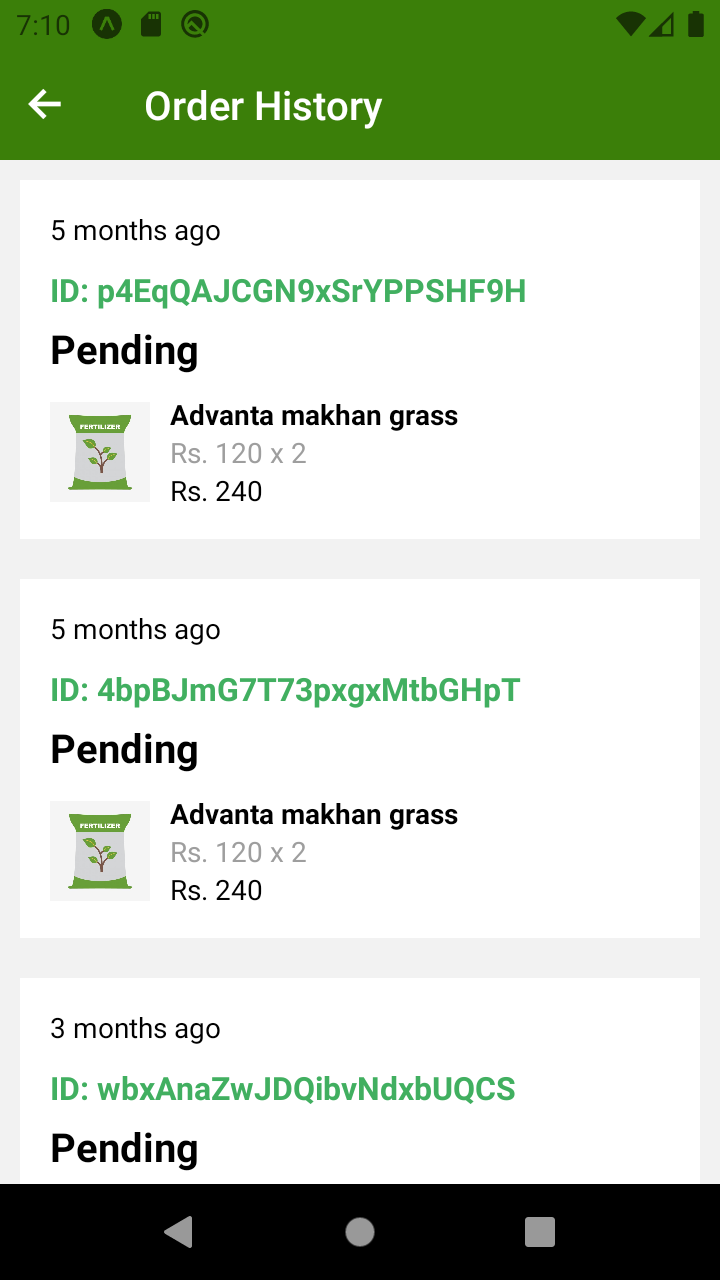 7:10
Order History
5 months ago
ID: p4EqQAJCGN9xSrYPPSHF9H
Pending
FERTILIZER
Advanta makhan grass
Rs. 120 x 2
Rs. 240
5 months ago
ID: 4bpBJmG7T73pxgxMtbGHpT
Pending
FERTILIZER
Advanta makhan grass
Rs. 120 x 2
Rs. 240
3 months ago
ID: wbxAnaZwJDQibvNdxbUQCS
Pending